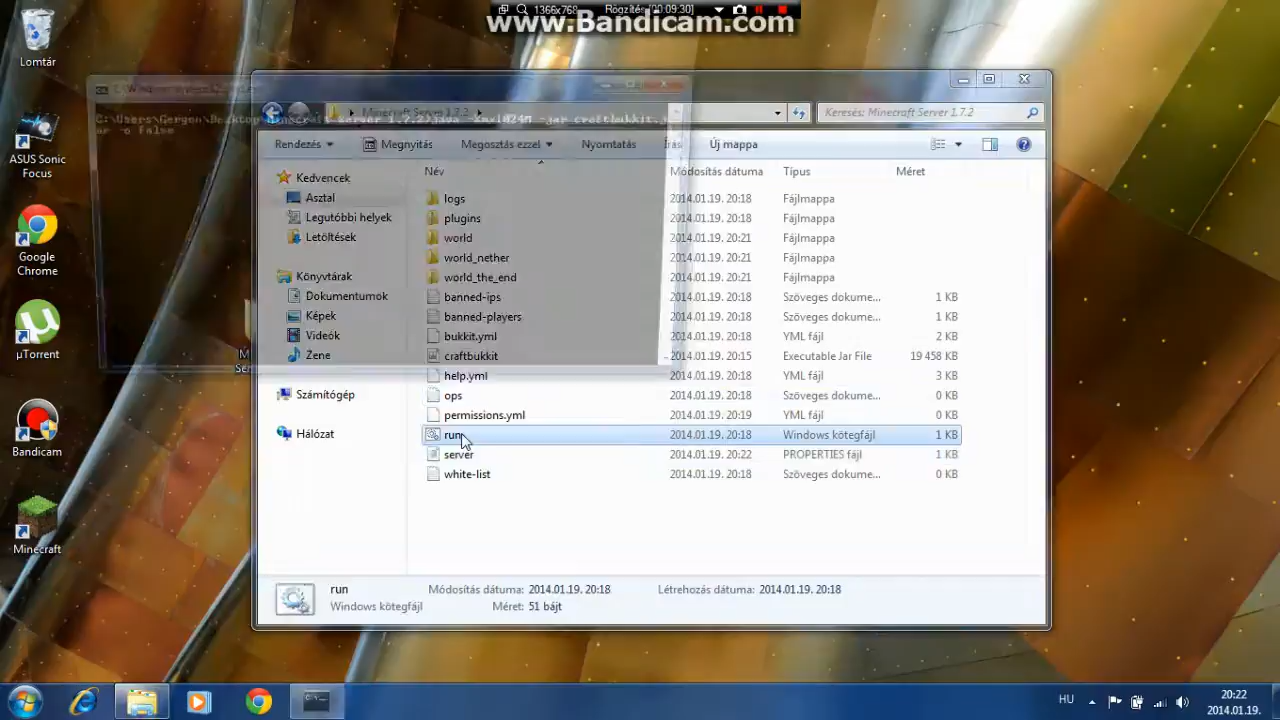 1366x768
Rögzítés [00:09:30]
www.Bandicam.com
Lomtár
ASUS Sonic
Focus
Google
Chrome
µTorrent
Bandicam
Minecraft
Minecraft Server 1.7.2
Keresés: Minecraft Server 1.7.2
Rendezés
Megnyitás
Megosztás ezzel
Nyomtatás
Írás
Új mappa
Kedvencek
Asztal
Legutóbbi helyek
Letöltések
Könyvtárak
Dokumentumok
Képek
Videók
Zene
Számítógép
Hálózat
Név Módosítás dátuma Típus Méret
logs 2014.01.19. 20:18 Fájlmappa
plugins 2014.01.19. 20:18 Fájlmappa
world 2014.01.19. 20:21 Fájlmappa
world_nether 2014.01.19. 20:21 Fájlmappa
world_the_end 2014.01.19. 20:21 Fájlmappa
banned-ips 2014.01.19. 20:18 Szöveges dokume... 1 KB
banned-players 2014.01.19. 20:18 Szöveges dokume... 1 KB
bukkit.yml 2014.01.19. 20:18 YML fájl 2 KB
craftbukkit 2014.01.19. 20:15 Executable Jar File 19 458 KB
help.yml 2014.01.19. 20:18 YML fájl 3 KB
ops 2014.01.19. 20:18 Szöveges dokume... 0 KB
permissions.yml 2014.01.19. 20:19 YML fájl 0 KB
run 2014.01.19. 20:18 Windows kötegfájl 1 KB
server 2014.01.19. 20:22 PROPERTIES fájl 1 KB
white-list 2014.01.19. 20:18 Szöveges dokume... 0 KB
run Módosítás dátuma: 2014.01.19. 20:18 Létrehozás dátuma: 2014.01.19. 20:18
Windows kötegfájl Méret: 51 bájt
HU
20:22
2014.01.19.